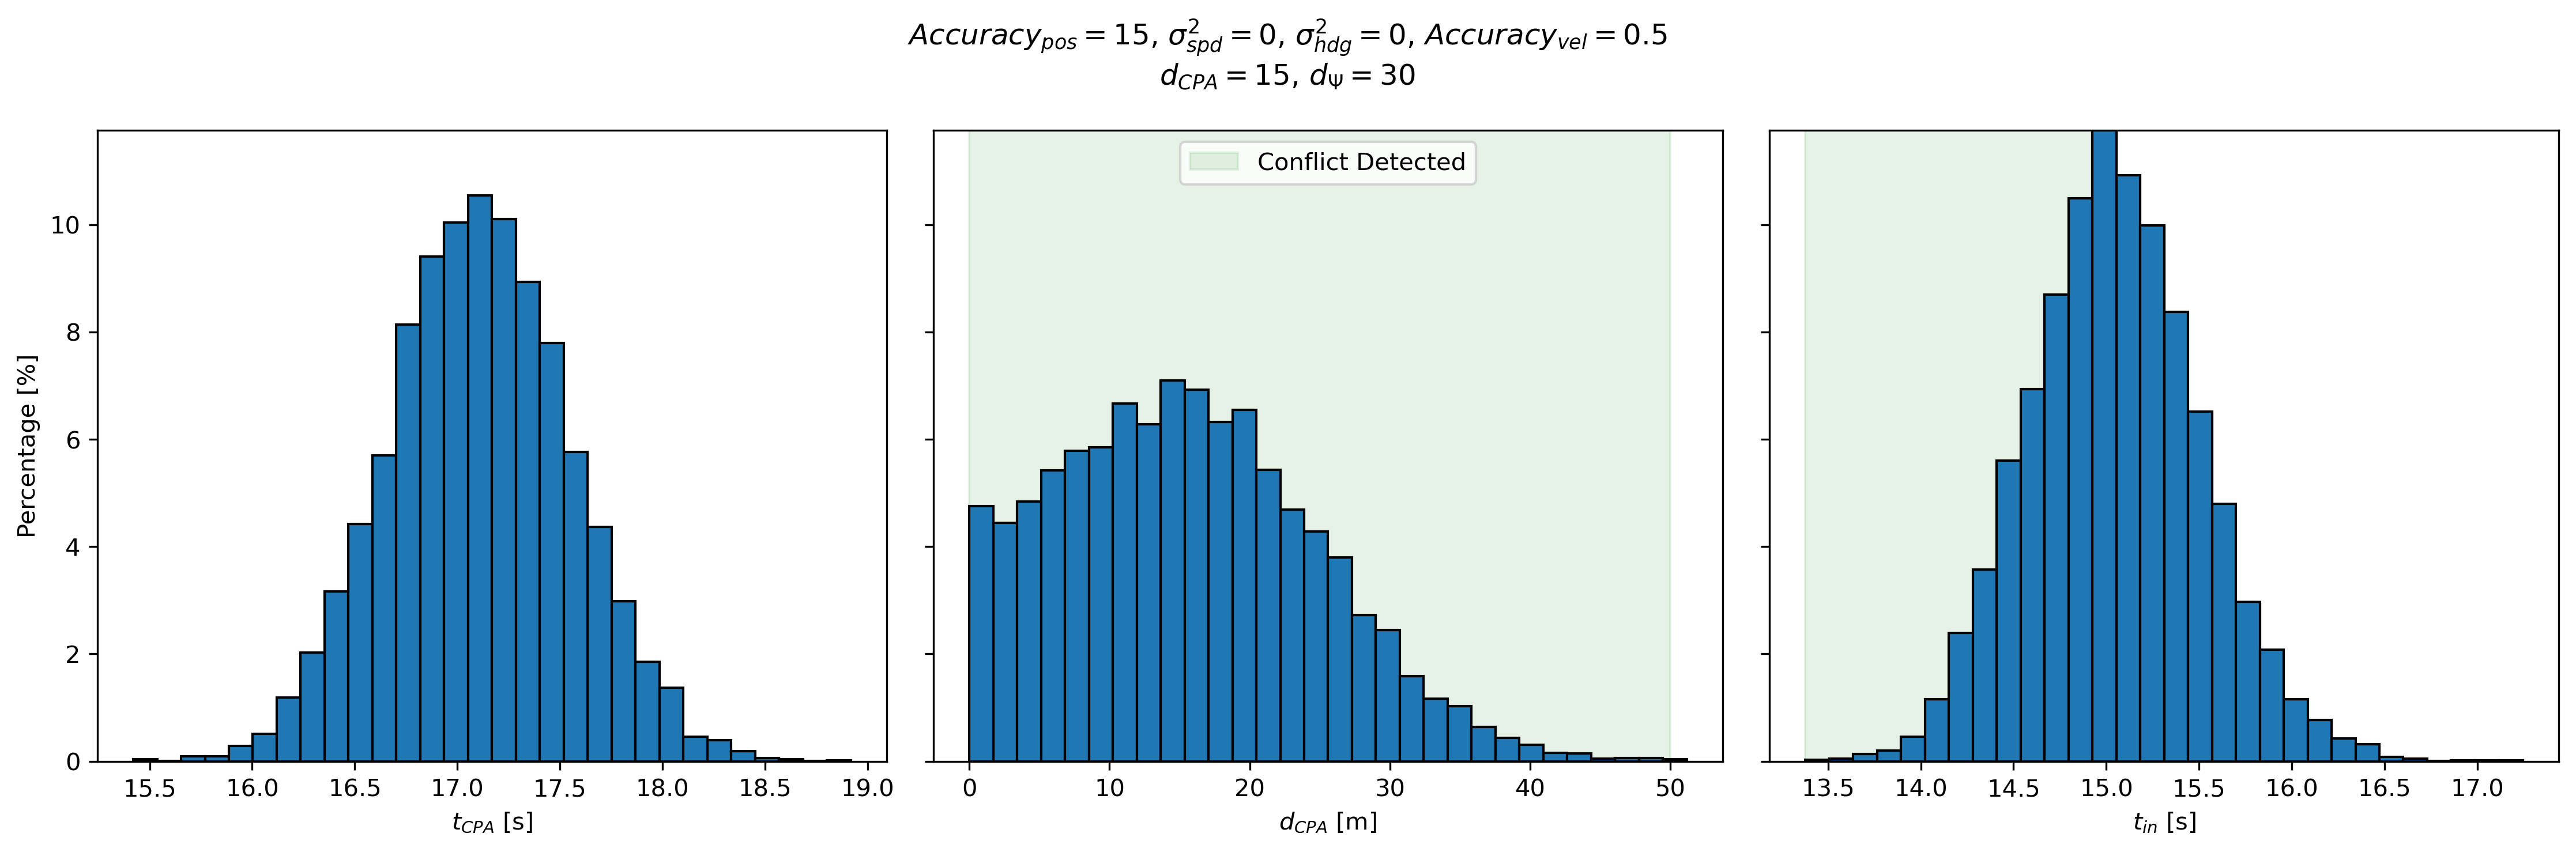 Accuracy_pos = 15, σ²_spd = 0, σ²_hdg = 0, Accuracy_vel = 0.5
d_CPA = 15, d_Ψ = 30
Percentage [%]
10
8
6
4
2
0
15.5 16.0 16.5 17.0 17.5 18.0 18.5 19.0
t_CPA [s]
Conflict Detected
0 10 20 30 40 50
d_CPA [m]
13.5 14.0 14.5 15.0 15.5 16.0 16.5 17.0
t_in [s]